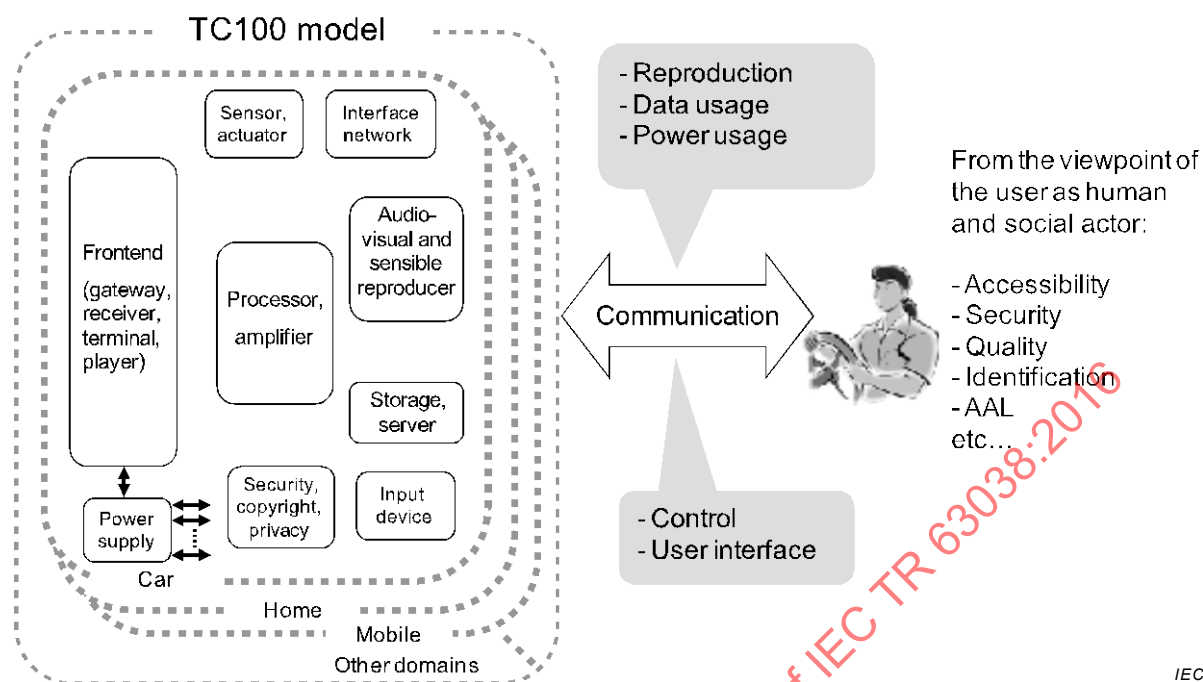 TC100 model
Sensor,
actuator
Interface
network
Frontend
(gateway,
receiver,
terminal,
player)
Processor,
amplifier
Audio-
visual and
sensible
reproducer
Storage,
server
Power
supply
Security,
copyright,
privacy
Input
device
Car
Home
Mobile
Other domains
- Reproduction
- Data usage
- Power usage
Communication
- Control
- User interface
From the viewpoint of
the user as human
and social actor:
- Accessibility
- Security
- Quality
- Identification
- AAL
etc…
of IEC TR 63038:2016
IEC